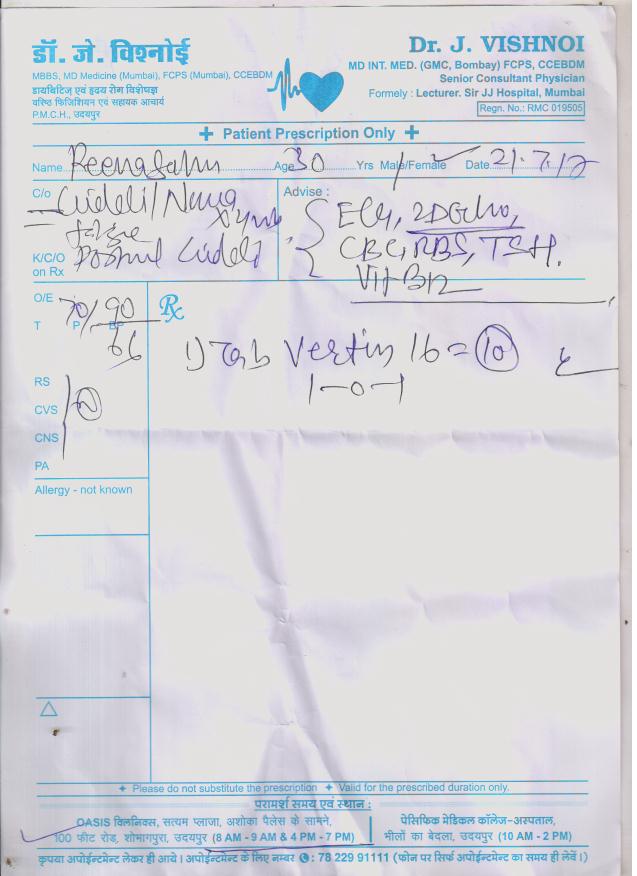 डॉ. जे. विश्नोई
MBBS, MD Medicine (Mumbai), FCPS (Mumbai), CCEBDM
डायबिटिज़ एवं हृदय रोग विशेषज्ञ
वरिष्ठ फिजिशियन एवं सहायक आचार्य
P.M.C.H., उदयपुर
Dr. J. VISHNOI
MD INT. MED. (GMC, Bombay) FCPS, CCEBDM
Senior Consultant Physician
Formely : Lecturer. Sir JJ Hospital, Mumbai
Regn. No.: RMC 019505
Patient Prescription Only
Name Age 30 Yrs Male/Female Date 21.7.17
C/o
K/C/O
on Rx
Advise :
ECG, 2D Echo,
CBC, RBS, TSH.
Vit B12
O/E
T P 70/ BP 90
66
RS
CVS
CNS
PA
Allergy - not known
Rx
1) Tab Vertin 16 = 10
1-0-1
Please do not substitute the prescription Valid for the prescribed duration only.
परामर्श समय एवं स्थान :
OASIS क्लिनिक्स, सत्यम प्लाजा, अशोका पैलेस के सामने,
100 फीट रोड, शोभागपुरा, उदयपुर (8 AM - 9 AM & 4 PM - 7 PM)
पेसिफिक मेडिकल कॉलेज-अस्पताल,
भीलों का बेदला, उदयपुर (10 AM - 2 PM)
कृपया अपोईन्टमेन्ट लेकर ही आये। अपोईन्टमेन्ट के लिए नम्बर : 78 229 91111 (फोन पर सिर्फ अपोईन्टमेन्ट का समय ही लेवें।)